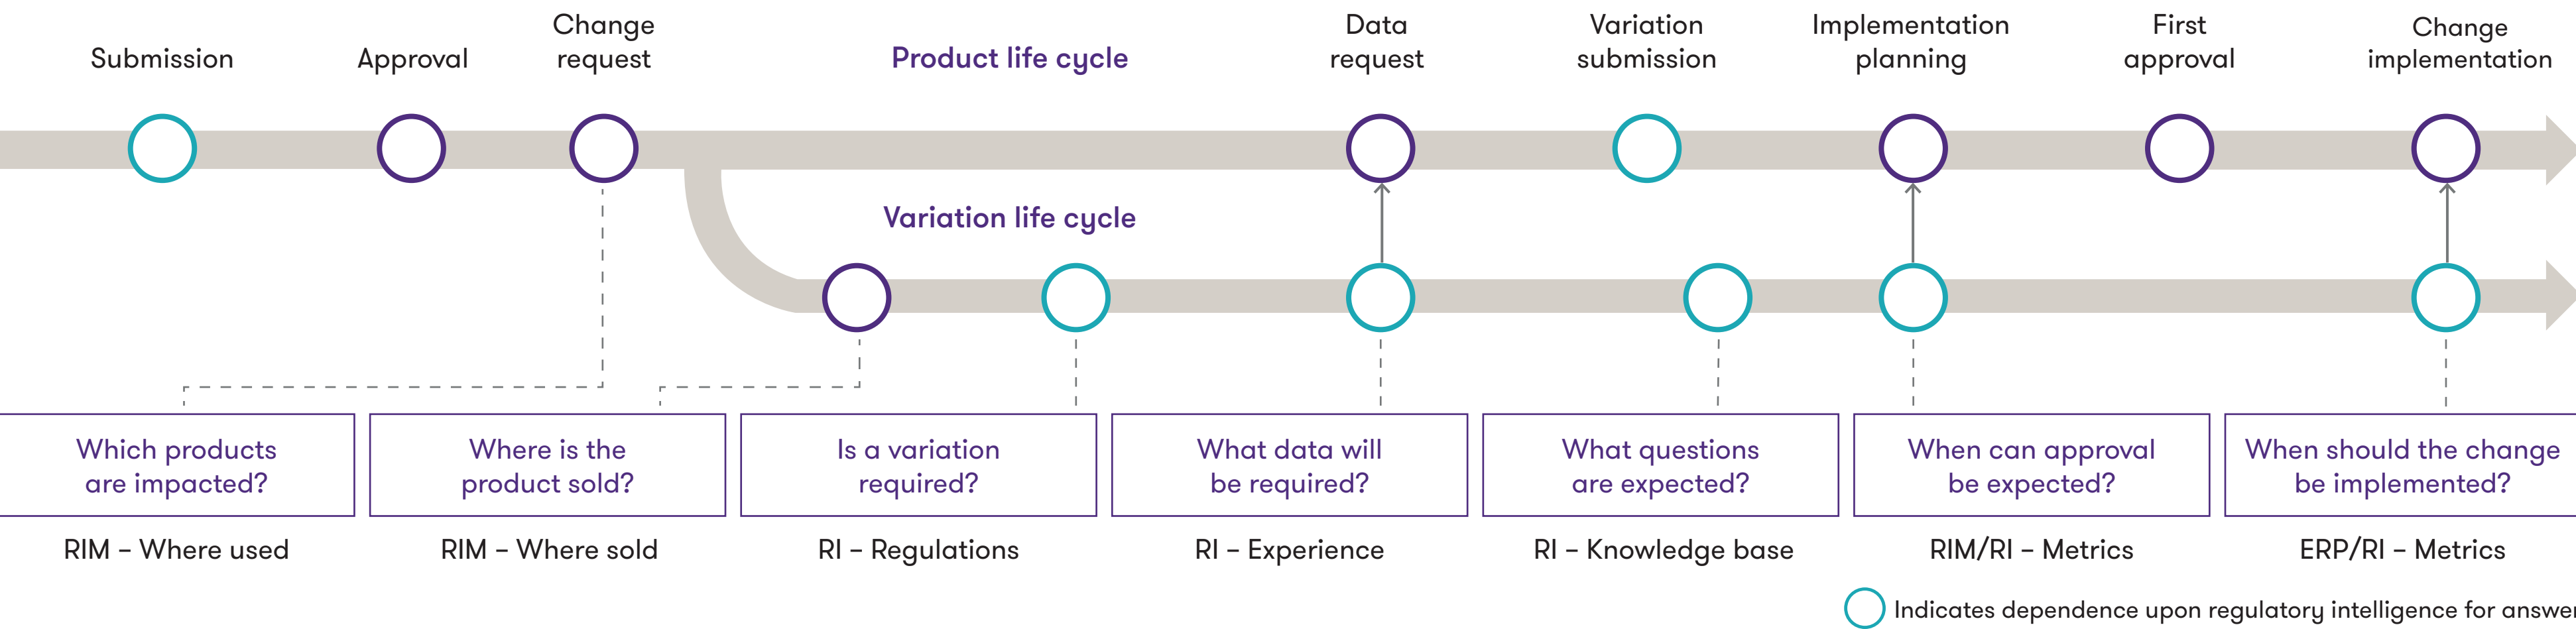 Submission
Approval
Change
request
Product life cycle
Data
request
Variation
submission
Implementation
planning
First
approval
Change
implementation
Variation life cycle
Which products
are impacted?
Where is the
product sold?
Is a variation
required?
What data will
be required?
What questions
are expected?
When can approval
be expected?
When should the change
be implemented?
RIM – Where used
RIM – Where sold
RI – Regulations
RI – Experience
RI – Knowledge base
RIM/RI – Metrics
ERP/RI – Metrics
Indicates dependence upon regulatory intelligence for